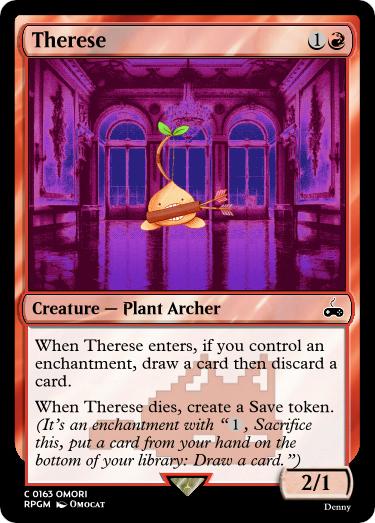 Therese 1
Creature — Plant Archer
When Therese enters, if you control an
enchantment, draw a card then discard a
card.
When Therese dies, create a Save token.
(It's an enchantment with “1, Sacrifice
this, put a card from your hand on the
bottom of your library: Draw a card.”)
2/1
C 0163 OMORI
RPGM Omocat
Denny